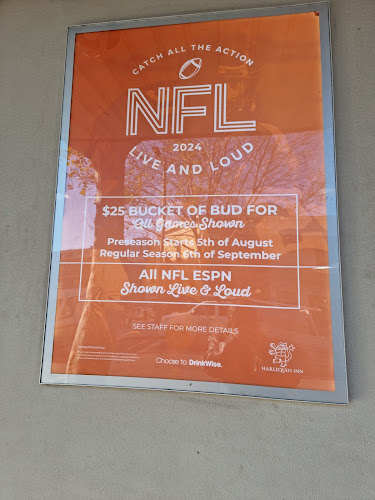 CATCH ALL THE ACTION
NFL
2024
LIVE AND LOUD
$25 BUCKET OF BUD FOR
All Games Shown
Preseason Starts 5th of August
Regular Season 6th of September
All NFL ESPN
Shown Live & Loud
SEE STAFF FOR MORE DETAILS
Choose to DrinkWise.
HARLEQUIN INN